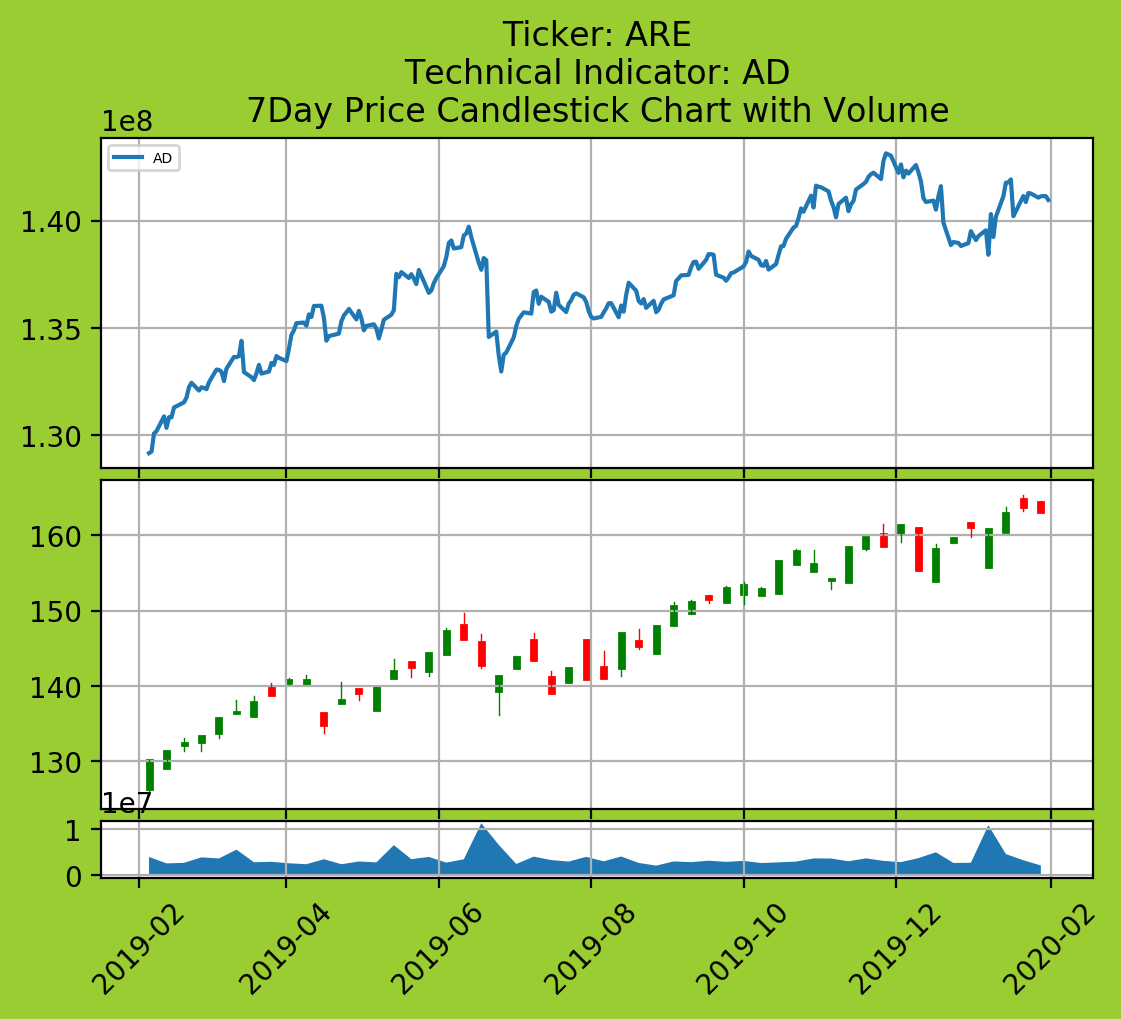 Ticker: ARE
Technical Indicator: AD
7Day Price Candlestick Chart with Volume
1e8
AD
1.40
1.35
1.30
160
150
140
130
1e7
1
0
2019-02
2019-04
2019-06
2019-08
2019-10
2019-12
2020-02